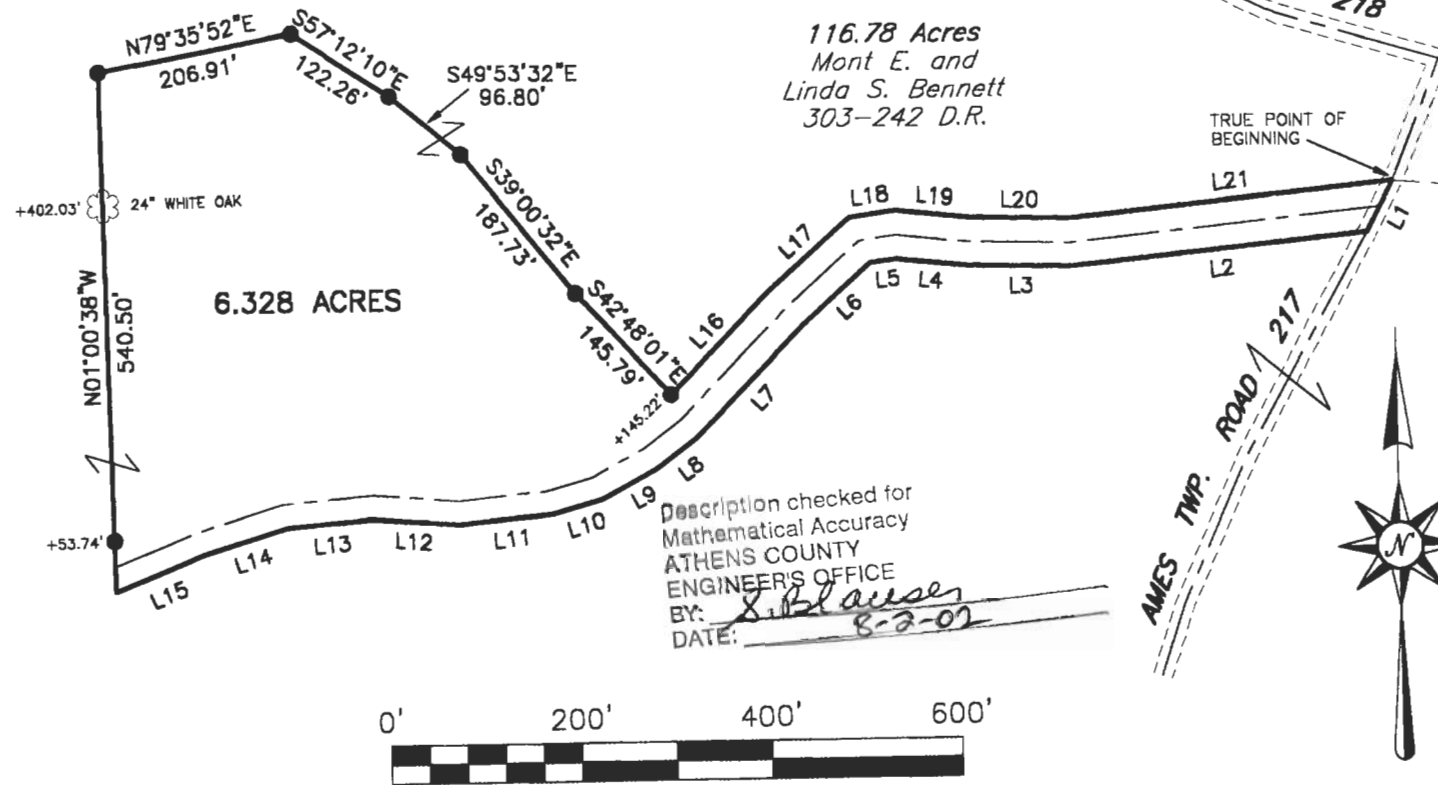 218
116.78 Acres
Mont E. and
Linda S. Bennett
303-242 D.R.
N79°35'52"E
206.91'
S57°12'10"E
122.26'
S49°53'32"E
96.80'
TRUE POINT OF
BEGINNING
+402.03'
24" WHITE OAK
S39°00'32"E
187.73'
N01°00'38"W
540.50'
6.328 ACRES
S42°48'01"E
145.79'
+145.22'
+53.74'
L18
L19
L20
L21
L1
L17
L16
L2
L3
L4
L5
L6
L7
L8
L9
L10
L11
L12
L13
L14
L15
AMES TWP. ROAD 217
Description checked for
Mathematical Accuracy
ATHENS COUNTY
ENGINEER'S OFFICE
BY: S. Blauser
DATE: 8-2-02
N
0' 200' 400' 600'